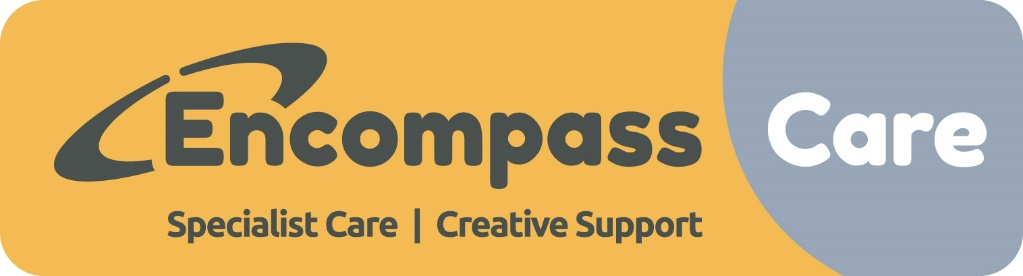 Encompass Care
Specialist Care | Creative Support